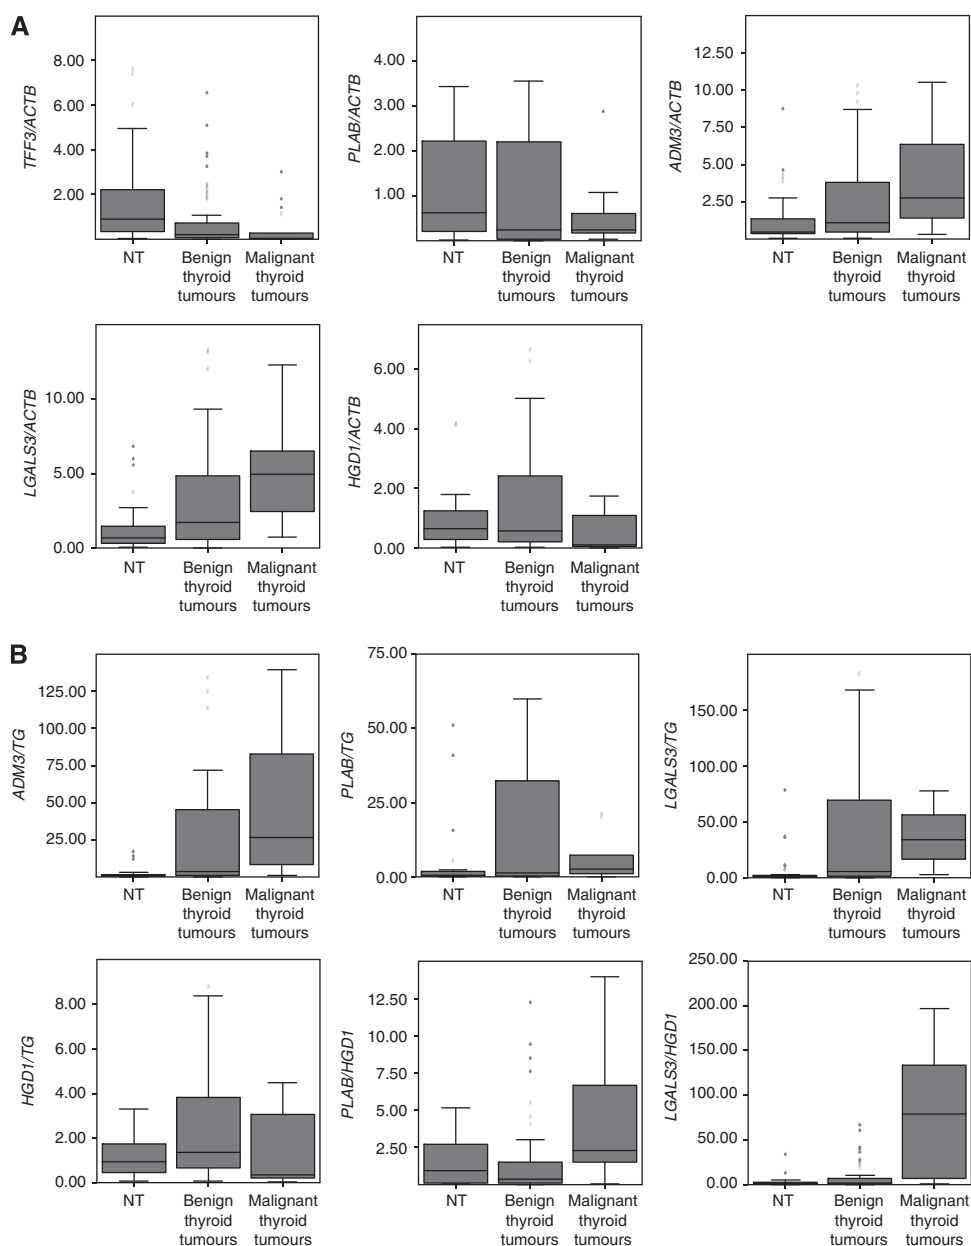 A
TFF3/ACTB
8.00
6.00
4.00
2.00
NT
Benign
thyroid
tumours
Malignant
thyroid
tumours
PLAB/ACTB
4.00
3.00
2.00
1.00
NT
Benign
thyroid
tumours
Malignant
thyroid
tumours
ADM3/ACTB
12.50
10.00
7.50
5.00
2.50
NT
Benign
thyroid
tumours
Malignant
thyroid
tumours
LGALS3/ACTB
10.00
5.00
0.00
NT
Benign
thyroid
tumours
Malignant
thyroid
tumours
HGD1/ACTB
6.00
4.00
2.00
0.00
NT
Benign
thyroid
tumours
Malignant
thyroid
tumours
B
ADM3/TG
125.00
100.00
75.00
50.00
25.00
NT
Benign
thyroid
tumours
Malignant
thyroid
tumours
PLAB/TG
75.00
50.00
25.00
0.00
NT
Benign
thyroid
tumours
Malignant
thyroid
tumours
LGALS3/TG
150.00
100.00
50.00
0.00
NT
Benign
thyroid
tumours
Malignant
thyroid
tumours
HGD1/TG
8.00
6.00
4.00
2.00
0.00
NT
Benign
thyroid
tumours
Malignant
thyroid
tumours
PLAB/HGD1
12.50
10.00
7.50
5.00
2.50
NT
Benign
thyroid
tumours
Malignant
thyroid
tumours
LGALS3/HGD1
250.00
200.00
150.00
100.00
50.00
0.00
NT
Benign
thyroid
tumours
Malignant
thyroid
tumours